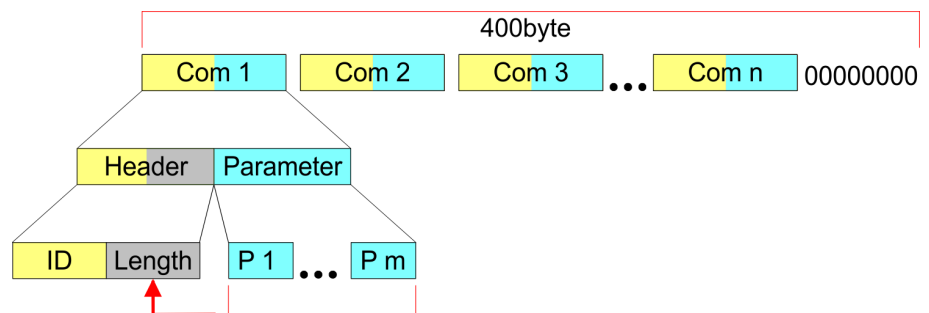 400byte
Com 1 Com 2 Com 3 ... Com n 00000000
Header Parameter
ID Length P 1 ... P m